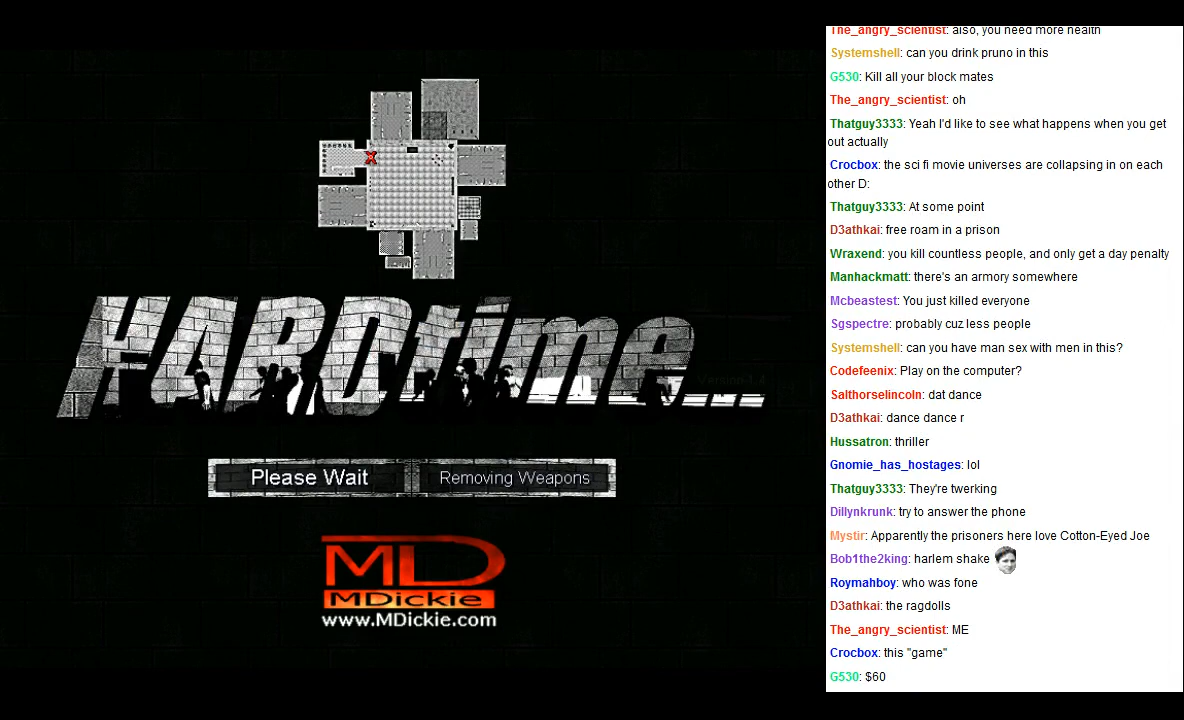 HARDtime...
Version 1.4
Please Wait
Removing Weapons
MD
MDickie
www.MDickie.com
The_angry_scientist: also, you need more health
Systemshell: can you drink pruno in this
G530: Kill all your block mates
The_angry_scientist: oh
Thatguy3333: Yeah I'd like to see what happens when you get
out actually
Crocbox: the sci fi movie universes are collapsing in on each
other D:
Thatguy3333: At some point
D3athkai: free roam in a prison
Wraxend: you kill countless people, and only get a day penalty
Manhackmatt: there's an armory somewhere
Mcbeastest: You just killed everyone
Sgspectre: probably cuz less people
Systemshell: can you have man sex with men in this?
Codefeenix: Play on the computer?
Salthorselincoln: dat dance
D3athkai: dance dance r
Hussatron: thriller
Gnomie_has_hostages: lol
Thatguy3333: They're twerking
Dillynkrunk: try to answer the phone
Mystir: Apparently the prisoners here love Cotton-Eyed Joe
Bob1the2king: harlem shake
Roymahboy: who was fone
D3athkai: the ragdolls
The_angry_scientist: ME
Crocbox: this "game"
G530: $60